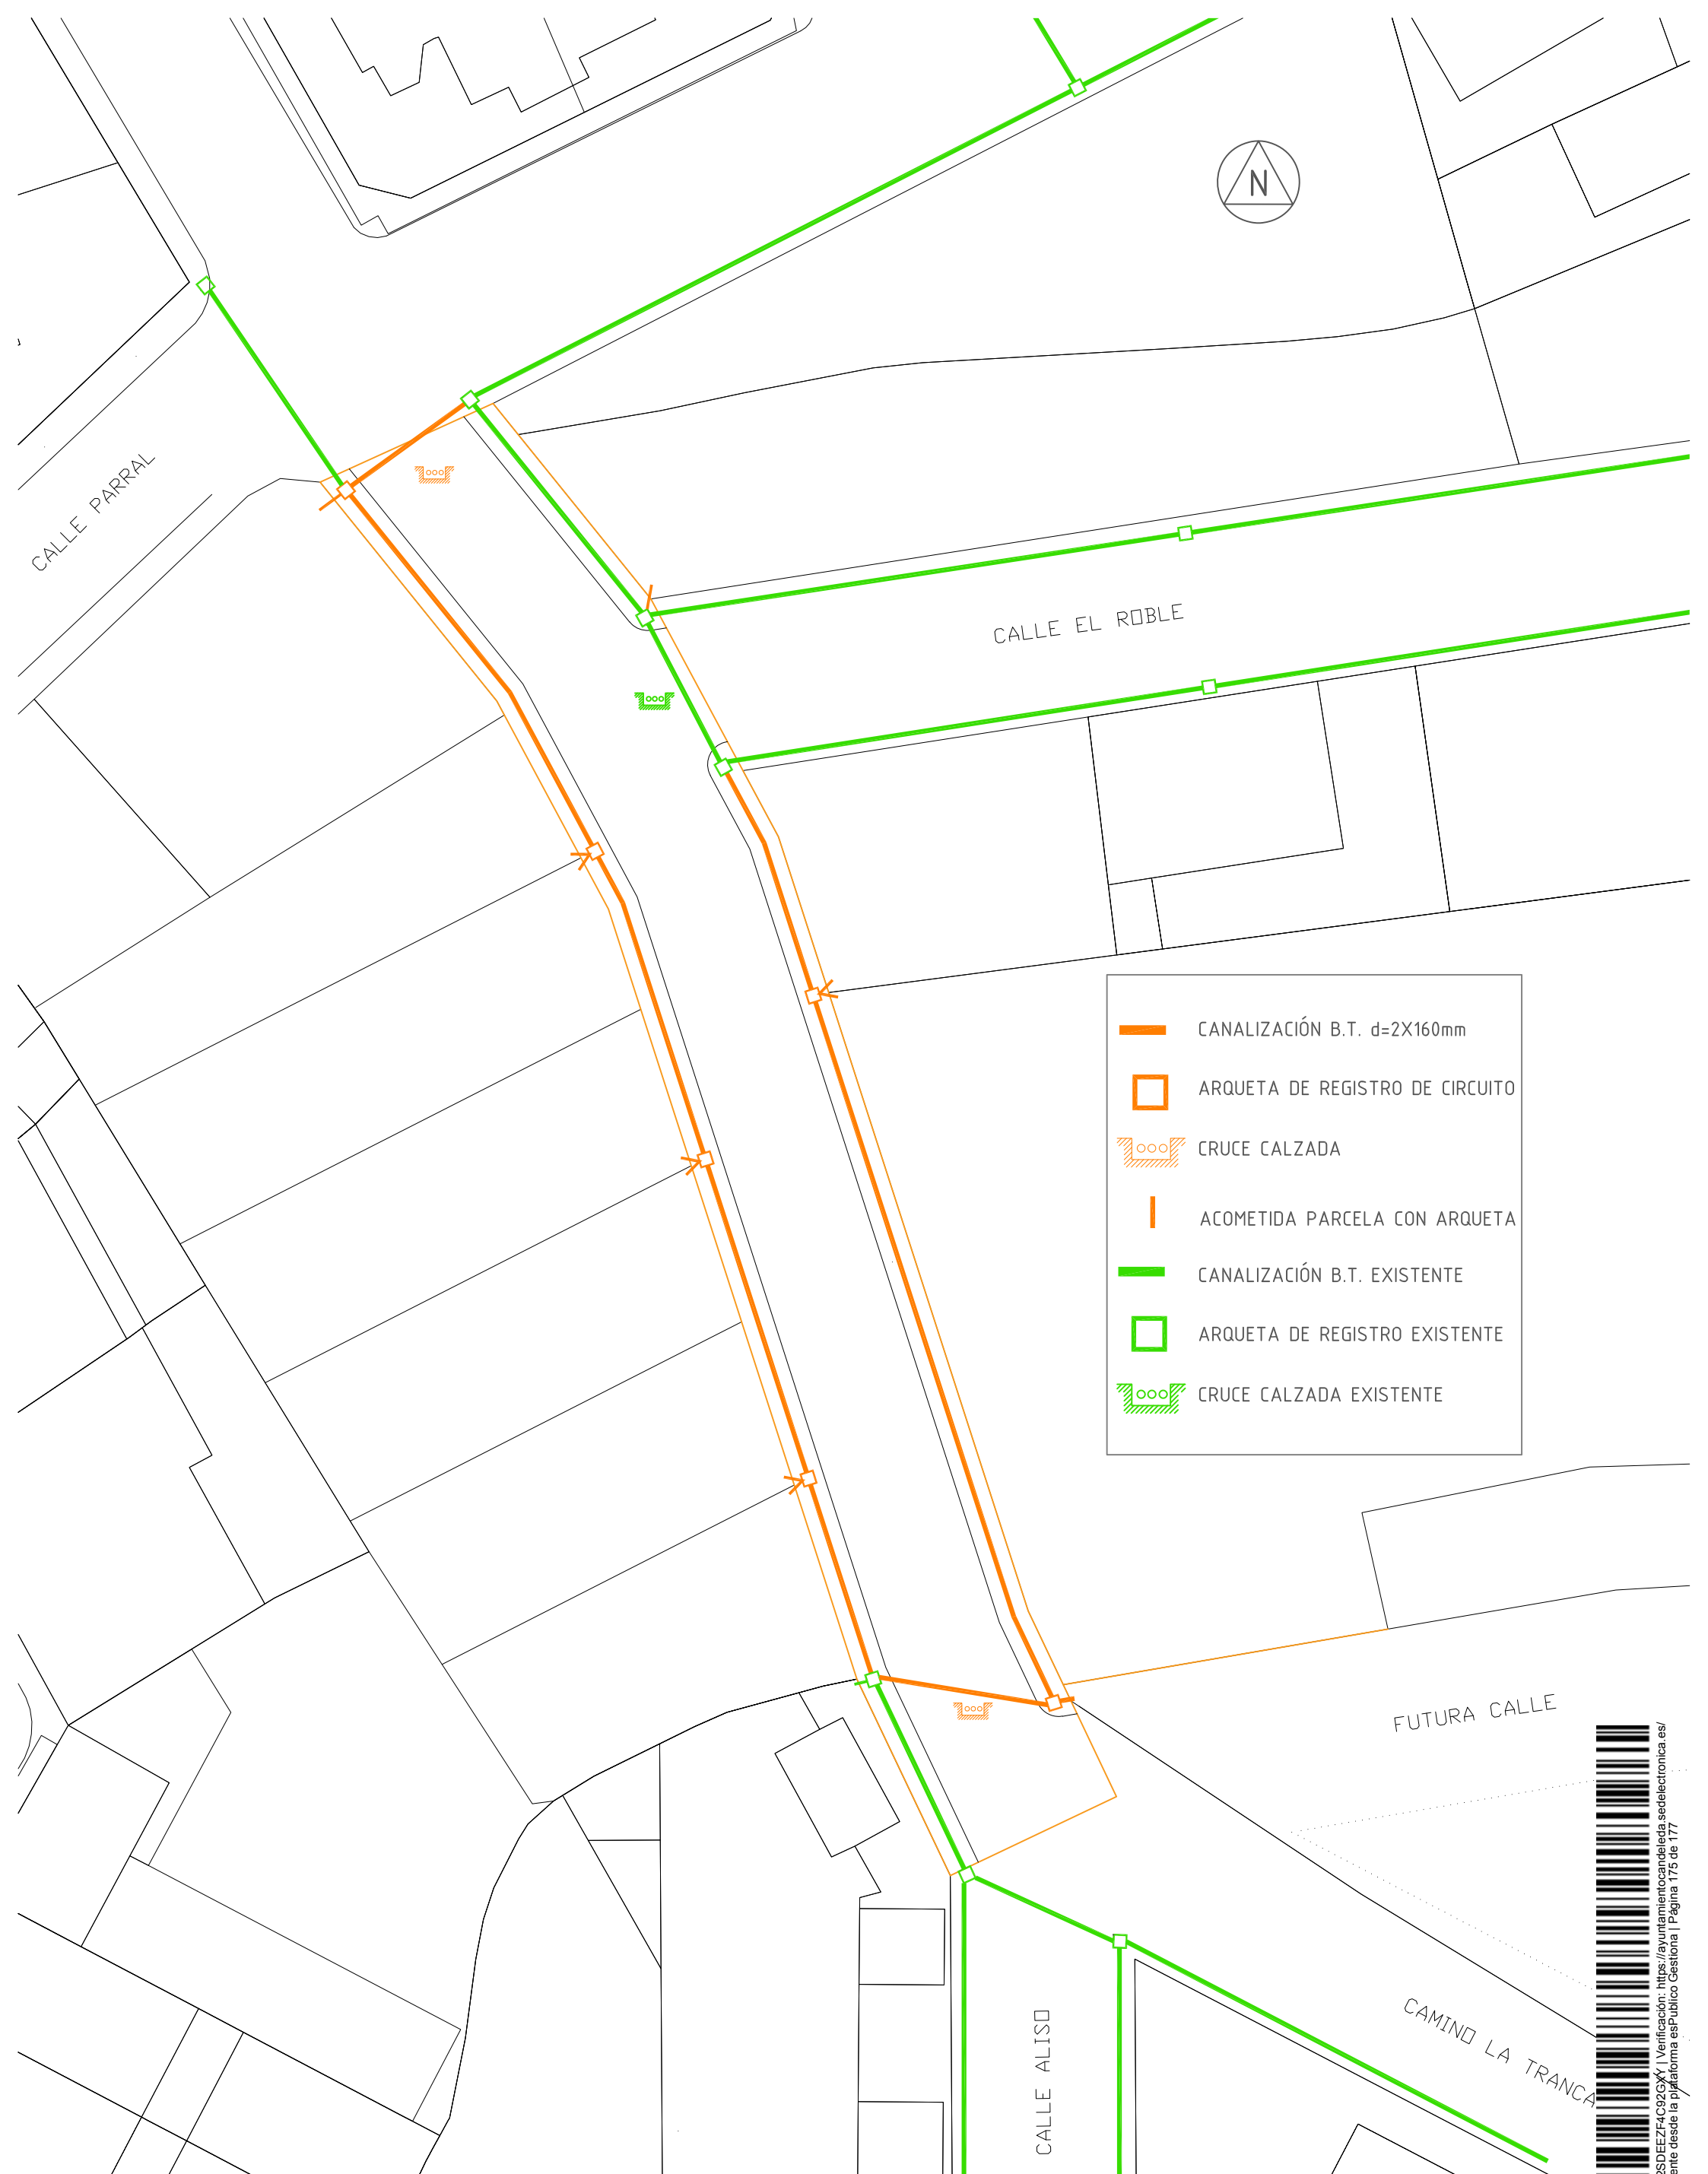 N
CALLE PARRAL
CALLE EL ROBLE
CANALIZACIÓN B.T. d=2X160mm
ARQUETA DE REGISTRO DE CIRCUITO
CRUCE CALZADA
ACOMETIDA PARCELA CON ARQUETA
CANALIZACIÓN B.T. EXISTENTE
ARQUETA DE REGISTRO EXISTENTE
CRUCE CALZADA EXISTENTE
FUTURA CALLE
CAMINO LA TRANCA
CALLE ALISO
SDEEZF4C92GXY | Verificación: https://ayuntamientocandeleda.sedelectronica.es/
ente desde la plataforma esPublico Gestiona | Página 175 de 177